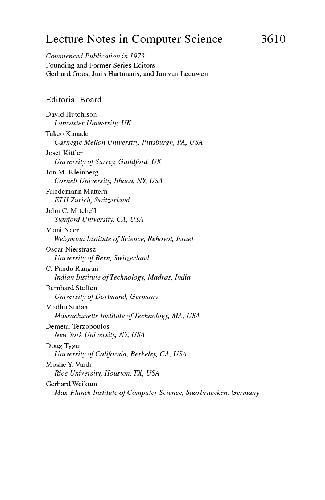 Lecture Notes in Computer Science 3610
Commenced Publication in 1973
Founding and Former Series Editors:
Gerhard Goos, Juris Hartmanis, and Jan van Leeuwen
Editorial Board
David Hutchison
Lancaster University, UK
Takeo Kanade
Carnegie Mellon University, Pittsburgh, PA, USA
Josef Kittler
University of Surrey, Guildford, UK
Jon M. Kleinberg
Cornell University, Ithaca, NY, USA
Friedemann Mattern
ETH Zurich, Switzerland
John C. Mitchell
Stanford University, CA, USA
Moni Naor
Weizmann Institute of Science, Rehovot, Israel
Oscar Nierstrasz
University of Bern, Switzerland
C. Pandu Rangan
Indian Institute of Technology, Madras, India
Bernhard Steffen
University of Dortmund, Germany
Madhu Sudan
Massachusetts Institute of Technology, MA, USA
Demetri Terzopoulos
New York University, NY, USA
Doug Tygar
University of California, Berkeley, CA, USA
Moshe Y. Vardi
Rice University, Houston, TX, USA
Gerhard Weikum
Max-Planck Institute of Computer Science, Saarbruecken, Germany